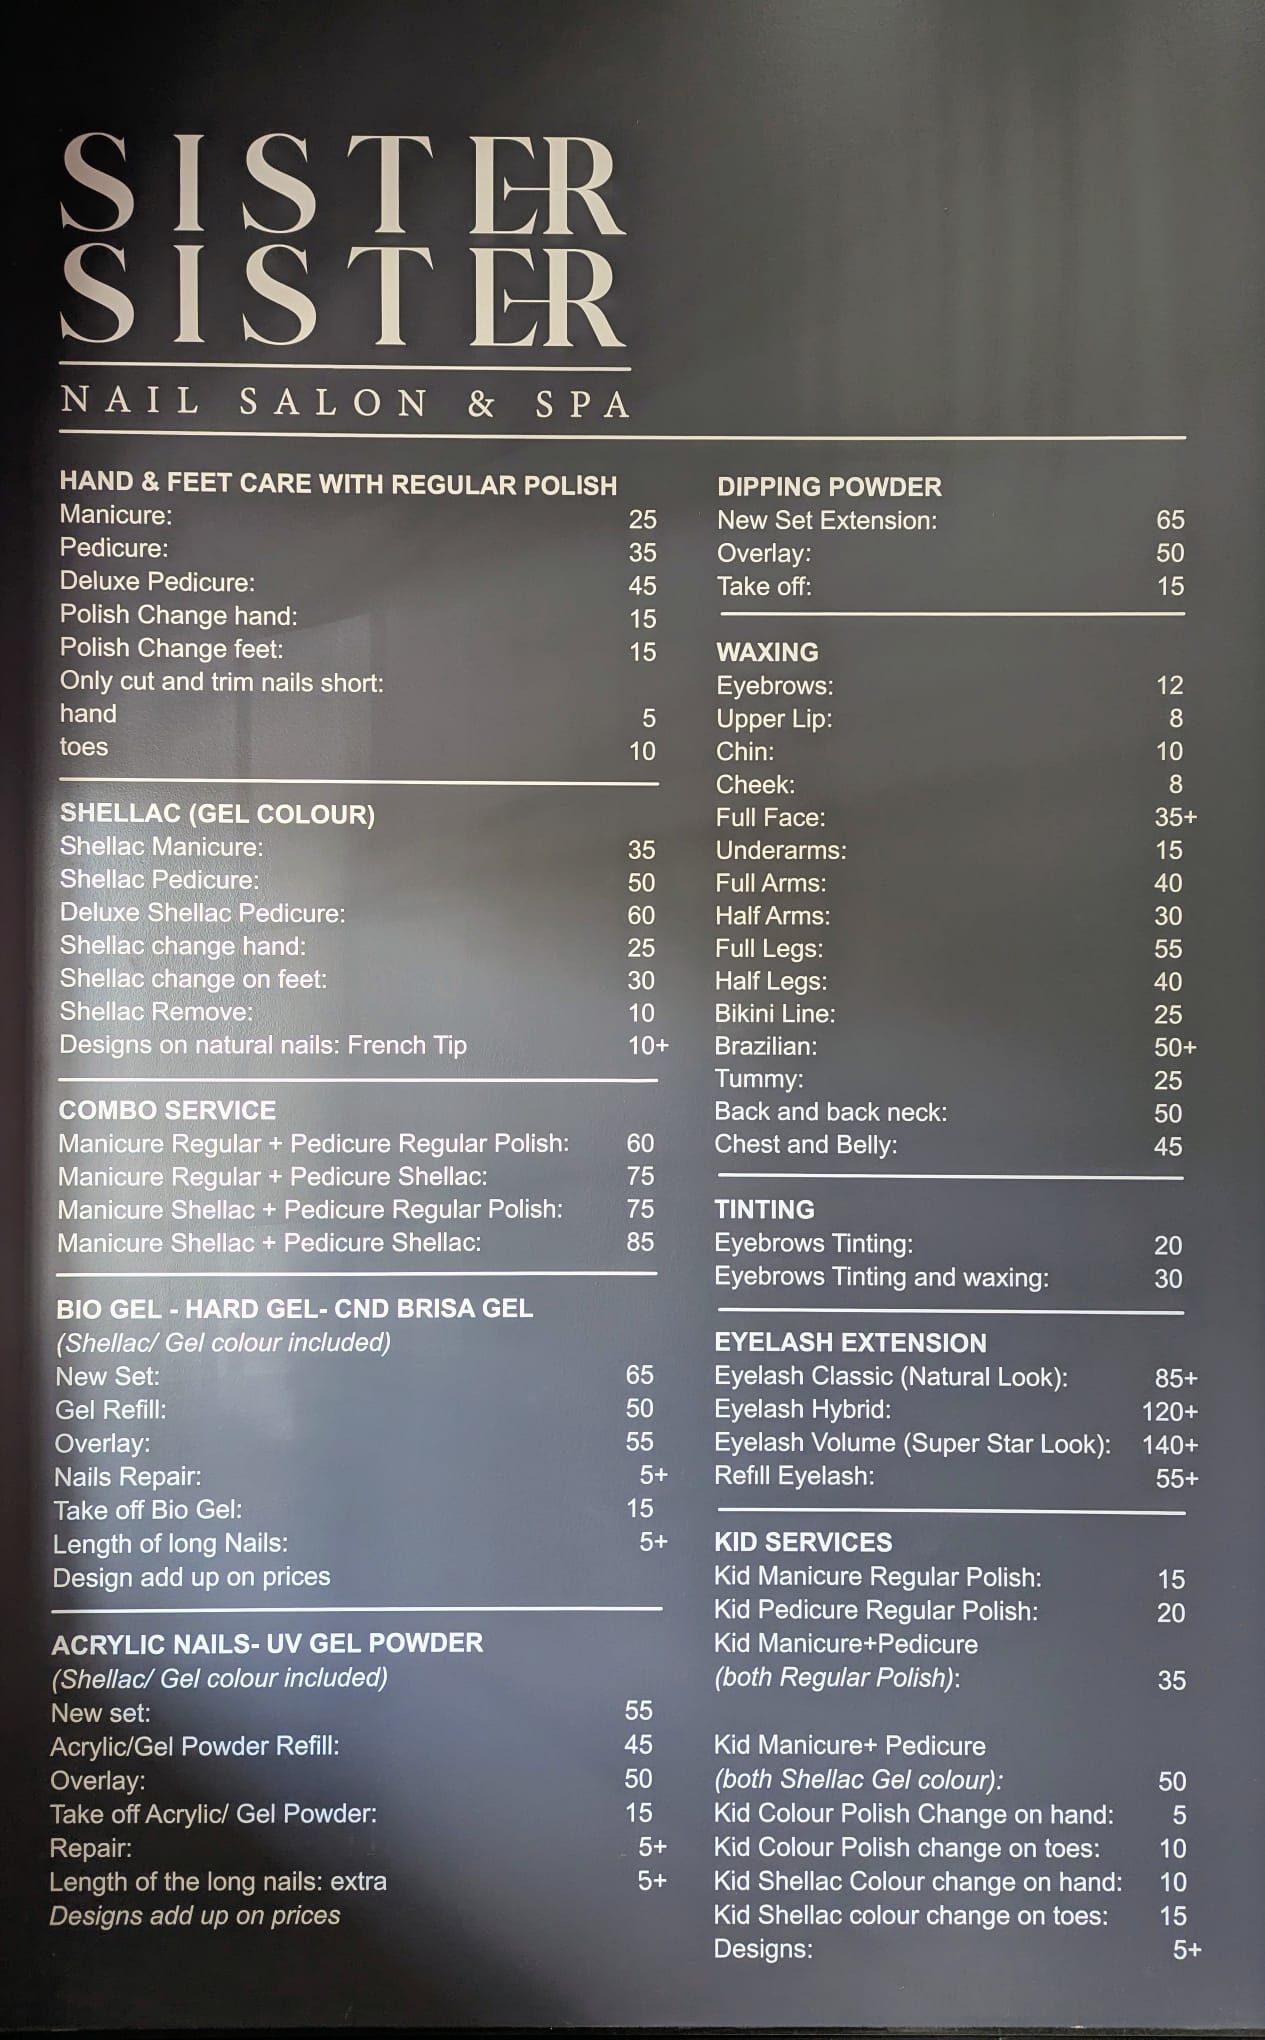 SISTER
SISTER
NAIL SALON & SPA
HAND & FEET CARE WITH REGULAR POLISH
Manicure: 25
Pedicure: 35
Deluxe Pedicure: 45
Polish Change hand: 15
Polish Change feet: 15
Only cut and trim nails short:
hand 5
toes 10
SHELLAC (GEL COLOUR)
Shellac Manicure: 35
Shellac Pedicure: 50
Deluxe Shellac Pedicure: 60
Shellac change hand: 25
Shellac change on feet: 30
Shellac Remove: 10
Designs on natural nails: French Tip 10+
COMBO SERVICE
Manicure Regular + Pedicure Regular Polish: 60
Manicure Regular + Pedicure Shellac: 75
Manicure Shellac + Pedicure Regular Polish: 75
Manicure Shellac + Pedicure Shellac: 85
BIO GEL - HARD GEL- CND BRISA GEL
(Shellac/ Gel colour included)
New Set: 65
Gel Refill: 50
Overlay: 55
Nails Repair: 5+
Take off Bio Gel: 15
Length of long Nails: 5+
Design add up on prices
ACRYLIC NAILS- UV GEL POWDER
(Shellac/ Gel colour included)
New set: 55
Acrylic/Gel Powder Refill: 45
Overlay: 50
Take off Acrylic/ Gel Powder: 15
Repair: 5+
Length of the long nails: extra 5+
Designs add up on prices
DIPPING POWDER
New Set Extension: 65
Overlay: 50
Take off: 15
WAXING
Eyebrows: 12
Upper Lip: 8
Chin: 10
Cheek: 8
Full Face: 35+
Underarms: 15
Full Arms: 40
Half Arms: 30
Full Legs: 55
Half Legs: 40
Bikini Line: 25
Brazilian: 50+
Tummy: 25
Back and back neck: 50
Chest and Belly: 45
TINTING
Eyebrows Tinting: 20
Eyebrows Tinting and waxing: 30
EYELASH EXTENSION
Eyelash Classic (Natural Look): 85+
Eyelash Hybrid: 120+
Eyelash Volume (Super Star Look): 140+
Refill Eyelash: 55+
KID SERVICES
Kid Manicure Regular Polish: 15
Kid Pedicure Regular Polish: 20
Kid Manicure+Pedicure
(both Regular Polish): 35
Kid Manicure+ Pedicure
(both Shellac Gel colour): 50
Kid Colour Polish Change on hand: 5
Kid Colour Polish change on toes: 10
Kid Shellac Colour change on hand: 10
Kid Shellac colour change on toes: 15
Designs: 5+